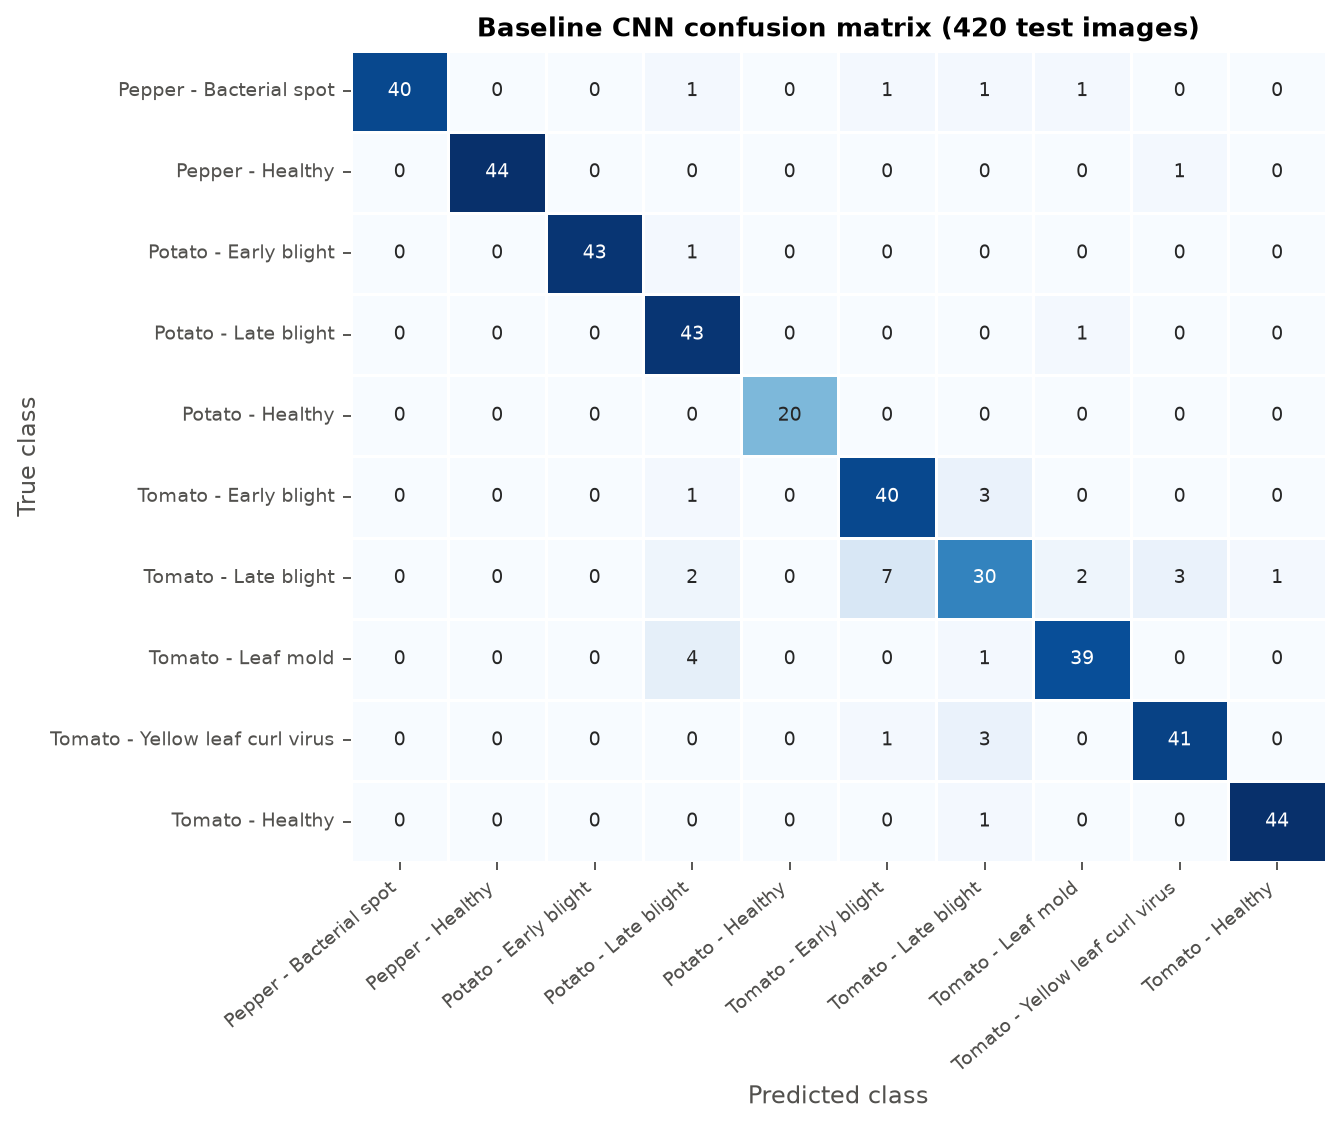 Baseline CNN confusion matrix (420 test images)
True class
Pepper - Bacterial spot 40 0 0 1 0 1 1 1 0 0
Pepper - Healthy 0 44 0 0 0 0 0 0 1 0
Potato - Early blight 0 0 43 1 0 0 0 0 0 0
Potato - Late blight 0 0 0 43 0 0 0 1 0 0
Potato - Healthy 0 0 0 0 20 0 0 0 0 0
Tomato - Early blight 0 0 0 1 0 40 3 0 0 0
Tomato - Late blight 0 0 0 2 0 7 30 2 3 1
Tomato - Leaf mold 0 0 0 4 0 0 1 39 0 0
Tomato - Yellow leaf curl virus 0 0 0 0 0 1 3 0 41 0
Tomato - Healthy 0 0 0 0 0 0 1 0 0 44
Pepper - Bacterial spot
Pepper - Healthy
Potato - Early blight
Potato - Late blight
Potato - Healthy
Tomato - Early blight
Tomato - Late blight
Tomato - Leaf mold
Tomato - Yellow leaf curl virus
Tomato - Healthy
Predicted class